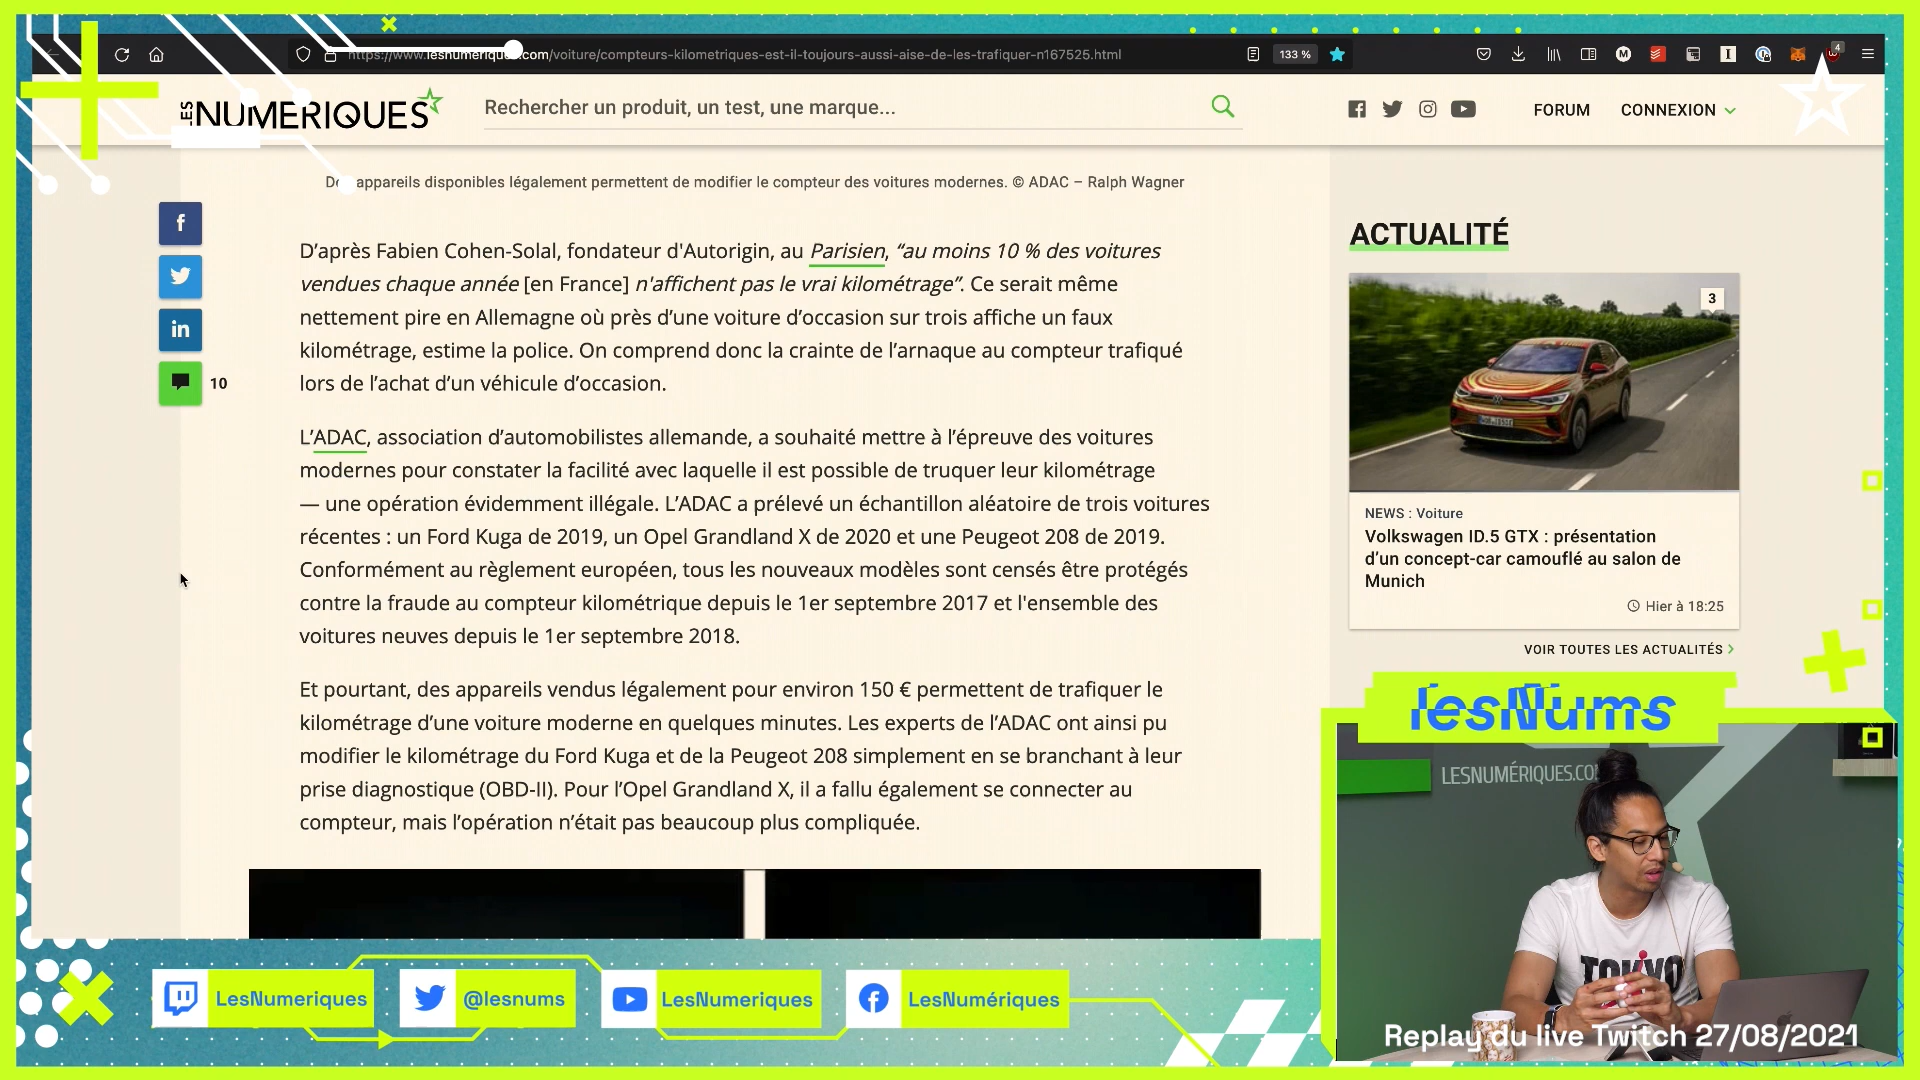 https://www.lesnumeriques.com/voiture/compteurs-kilometriques-est-il-toujours-aussi-aise-de-les-trafiquer-n167525.html
133 %
4
LES NUMERIQUES
Rechercher un produit, un test, une marque...
FORUM
CONNEXION
appareils disponibles légalement permettent de modifier le compteur des voitures modernes. © ADAC – Ralph Wagner
D’après Fabien Cohen-Solal, fondateur d'Autorigin, au Parisien, “au moins 10 % des voitures
vendues chaque année [en France] n'affichent pas le vrai kilométrage”. Ce serait même
nettement pire en Allemagne où près d’une voiture d’occasion sur trois affiche un faux
kilométrage, estime la police. On comprend donc la crainte de l’arnaque au compteur trafiqué
lors de l’achat d’un véhicule d’occasion.
10
L’ADAC, association d’automobilistes allemande, a souhaité mettre à l’épreuve des voitures
modernes pour constater la facilité avec laquelle il est possible de truquer leur kilométrage
— une opération évidemment illégale. L’ADAC a prélevé un échantillon aléatoire de trois voitures
récentes : un Ford Kuga de 2019, un Opel Grandland X de 2020 et une Peugeot 208 de 2019.
Conformément au règlement européen, tous les nouveaux modèles sont censés être protégés
contre la fraude au compteur kilométrique depuis le 1er septembre 2017 et l'ensemble des
voitures neuves depuis le 1er septembre 2018.
Et pourtant, des appareils vendus légalement pour environ 150 € permettent de trafiquer le
kilométrage d’une voiture moderne en quelques minutes. Les experts de l’ADAC ont ainsi pu
modifier le kilométrage du Ford Kuga et de la Peugeot 208 simplement en se branchant à leur
prise diagnostique (OBD-II). Pour l’Opel Grandland X, il a fallu également se connecter au
compteur, mais l’opération n’était pas beaucoup plus compliquée.
ACTUALITÉ
3
NEWS : Voiture
Volkswagen ID.5 GTX : présentation
d’un concept-car camouflé au salon de
Munich
Hier à 18:25
VOIR TOUTES LES ACTUALITÉS
lesNums
LESNUMÉRIQUES.CO
TOKYO
Replay du live Twitch 27/08/2021
LesNumeriques
@lesnums
LesNumeriques
LesNumériques